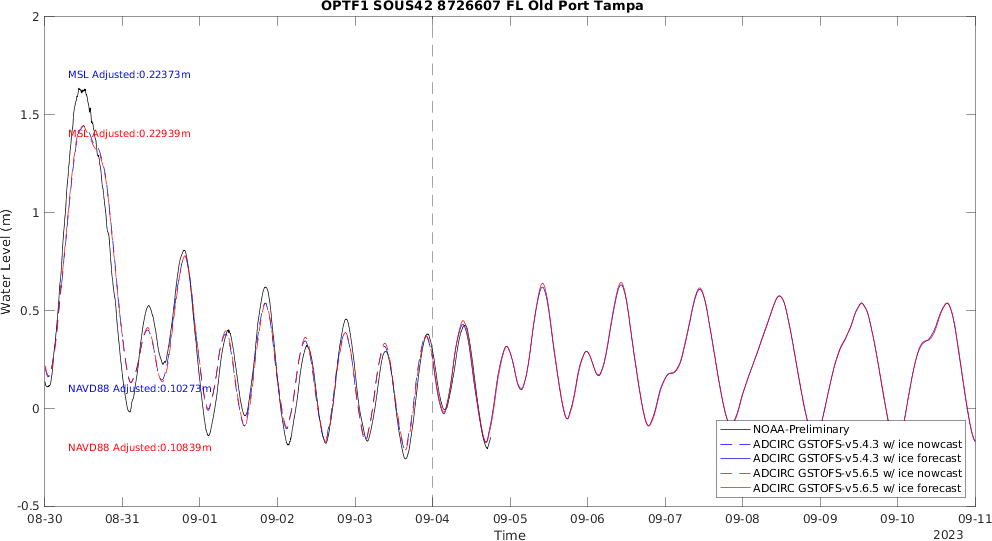 OPTF1 SOUS42 8726607 FL Old Port Tampa
2
MSL Adjusted:0.22373m
1.5
MSL Adjusted:0.22939m
1
Water Level (m)
0.5
NAVD88 Adjusted:0.10273m
0
NAVD88 Adjusted:0.10839m
NOAA-Preliminary
ADCIRC GSTOFS-v5.4.3 w/ ice nowcast
ADCIRC GSTOFS-v5.4.3 w/ ice forecast
ADCIRC GSTOFS-v5.6.5 w/ ice nowcast
ADCIRC GSTOFS-v5.6.5 w/ ice forecast
-0.5
08-30 08-31 09-01 09-02 09-03 09-04 09-05 09-06 09-07 09-08 09-09 09-10 09-11
Time
2023